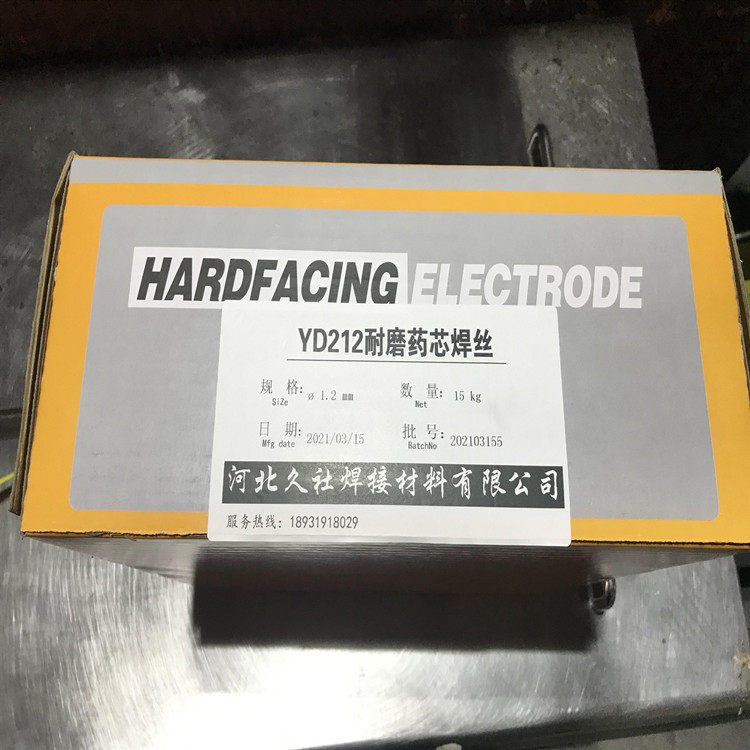 HARDFACING ELECTRODE
YD212耐磨药芯焊丝
规 格: ø 1.2 mm 数 量: 15 kg
SiZe Net
日 期: 2021/03/15 批 号: 202103155
Mfg date BatchNo
河北久社焊接材料有限公司
服务热线: 18931918029